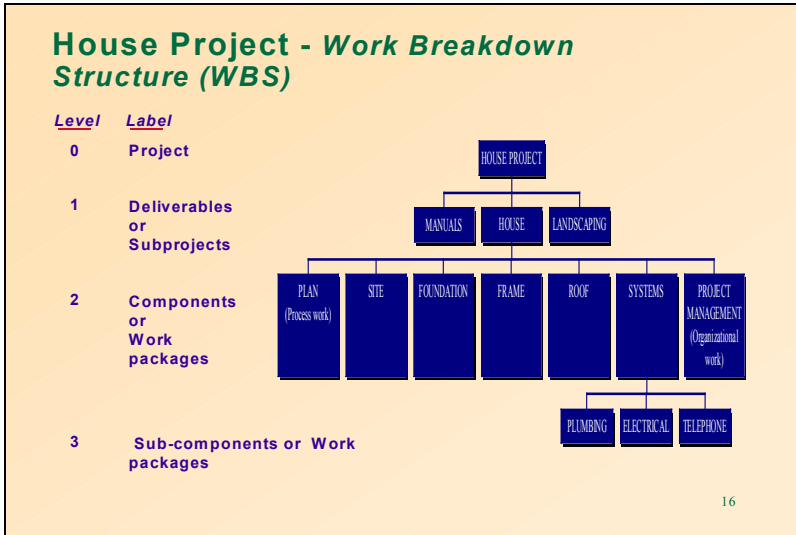 House Project - Work Breakdown
Structure (WBS)
Level Label
0 Project
HOUSE PROJECT
1 Deliverables
or
Subprojects
MANUALS HOUSE LANDSCAPING
2 Components
or
Work
packages
PLAN
(Process work)
SITE
FOUNDATION
FRAME
ROOF
SYSTEMS
PROJECT
MANAGEMENT
(Organizational
work)
3 Sub-components or Work
packages
PLUMBING ELECTRICAL TELEPHONE
16